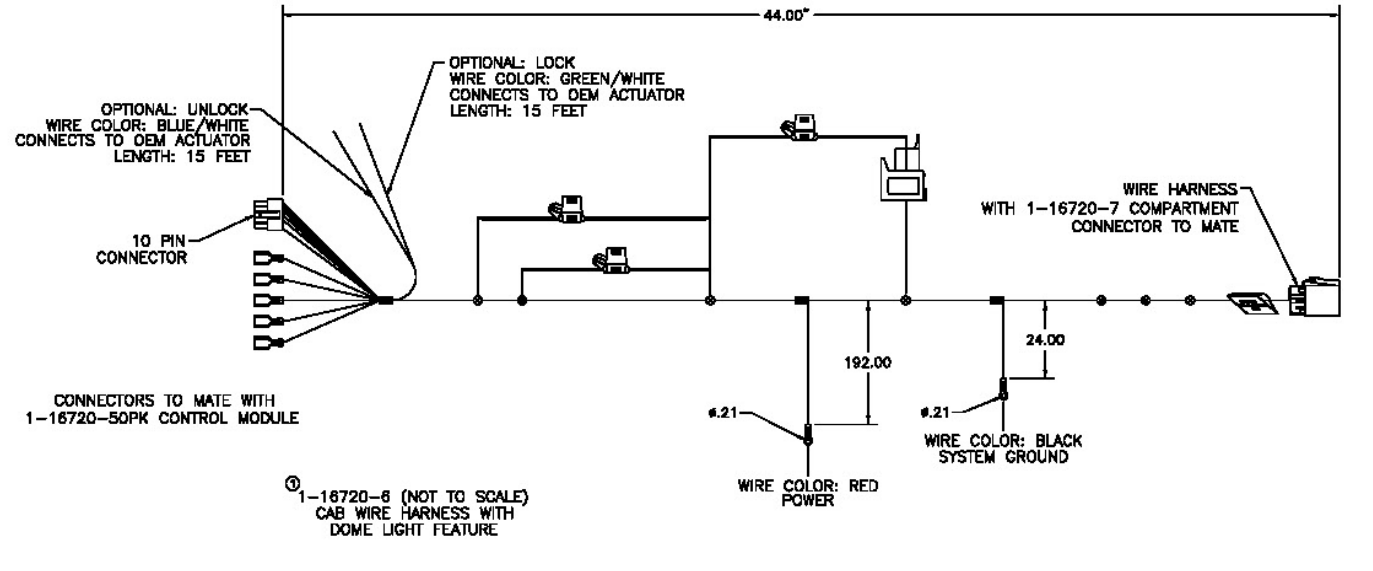 44.00"
OPTIONAL: LOCK
WIRE COLOR: GREEN/WHITE
CONNECTS TO OEM ACTUATOR
LENGTH: 15 FEET
OPTIONAL: UNLOCK
WIRE COLOR: BLUE/WHITE
CONNECTS TO OEM ACTUATOR
LENGTH: 15 FEET
WIRE HARNESS
WITH 1-16720-7 COMPARTMENT
CONNECTOR TO MATE
10 PIN
CONNECTOR
192.00
24.00
ø.21
ø.21
CONNECTORS TO MATE WITH
1-16720-50PK CONTROL MODULE
WIRE COLOR: BLACK
SYSTEM GROUND
WIRE COLOR: RED
POWER
① 1-16720-6 (NOT TO SCALE)
CAB WIRE HARNESS WITH
DOME LIGHT FEATURE